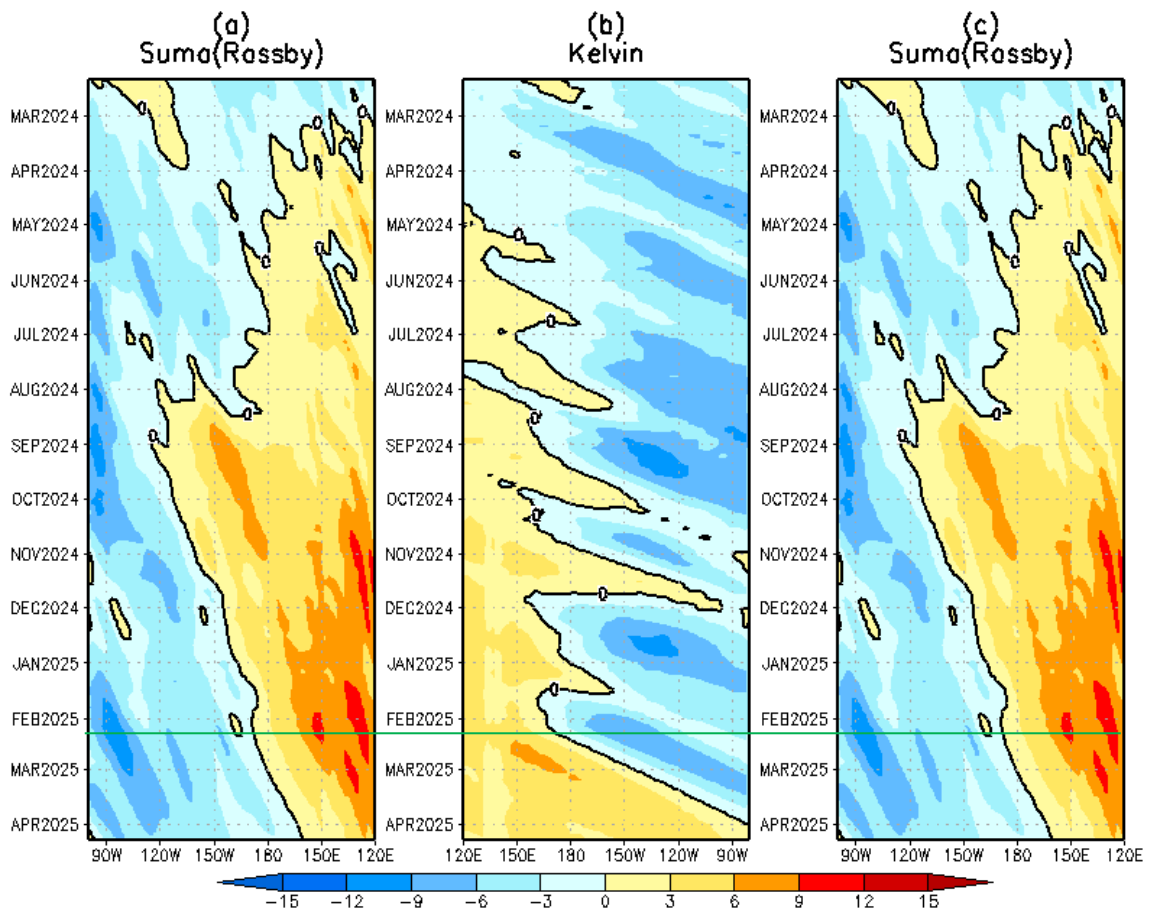 (a) (b) (c)
Suma(Rossby) Kelvin Suma(Rossby)
MAR2024 MAR2024 MAR2024
APR2024 APR2024 APR2024
MAY2024 MAY2024 MAY2024
JUN2024 JUN2024 JUN2024
JUL2024 JUL2024 JUL2024
AUG2024 AUG2024 AUG2024
SEP2024 SEP2024 SEP2024
OCT2024 OCT2024 OCT2024
NOV2024 NOV2024 NOV2024
DEC2024 DEC2024 DEC2024
JAN2025 JAN2025 JAN2025
FEB2025 FEB2025 FEB2025
MAR2025 MAR2025 MAR2025
APR2025 APR2025 APR2025
90W 120W 150W 180 150E 120E 120E 150E 180 150W 120W 90W 90W 120W 150W 180 150E 120E
-15 -12 -9 -6 -3 0 3 6 9 12 15